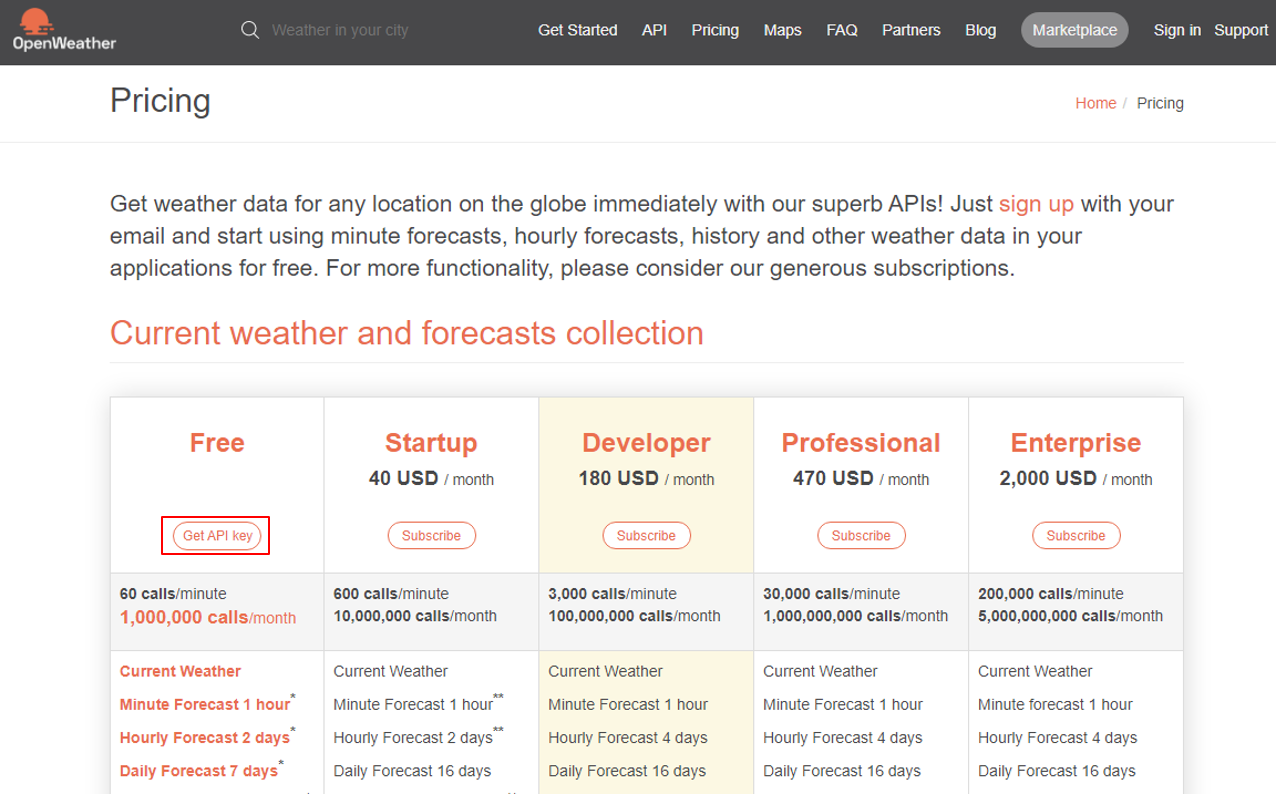 OpenWeather
Weather in your city
Get Started API Pricing Maps FAQ Partners Blog Marketplace Sign in Support
Pricing
Home / Pricing
Get weather data for any location on the globe immediately with our superb APIs! Just sign up with your
email and start using minute forecasts, hourly forecasts, history and other weather data in your
applications for free. For more functionality, please consider our generous subscriptions.
Current weather and forecasts collection
Free Startup Developer Professional Enterprise
40 USD / month 180 USD / month 470 USD / month 2,000 USD / month
Get API key Subscribe Subscribe Subscribe Subscribe
60 calls/minute 600 calls/minute 3,000 calls/minute 30,000 calls/minute 200,000 calls/minute
1,000,000 calls/month 10,000,000 calls/month 100,000,000 calls/month 1,000,000,000 calls/month 5,000,000,000 calls/month
Current Weather Current Weather Current Weather Current Weather Current Weather
Minute Forecast 1 hour* Minute Forecast 1 hour** Minute Forecast 1 hour Minute Forecast 1 hour Minute forecast 1 hour
Hourly Forecast 2 days* Hourly Forecast 2 days** Hourly Forecast 4 days Hourly Forecast 4 days Hourly Forecast 4 days
Daily Forecast 7 days* Daily Forecast 16 days Daily Forecast 16 days Daily Forecast 16 days Daily Forecast 16 days